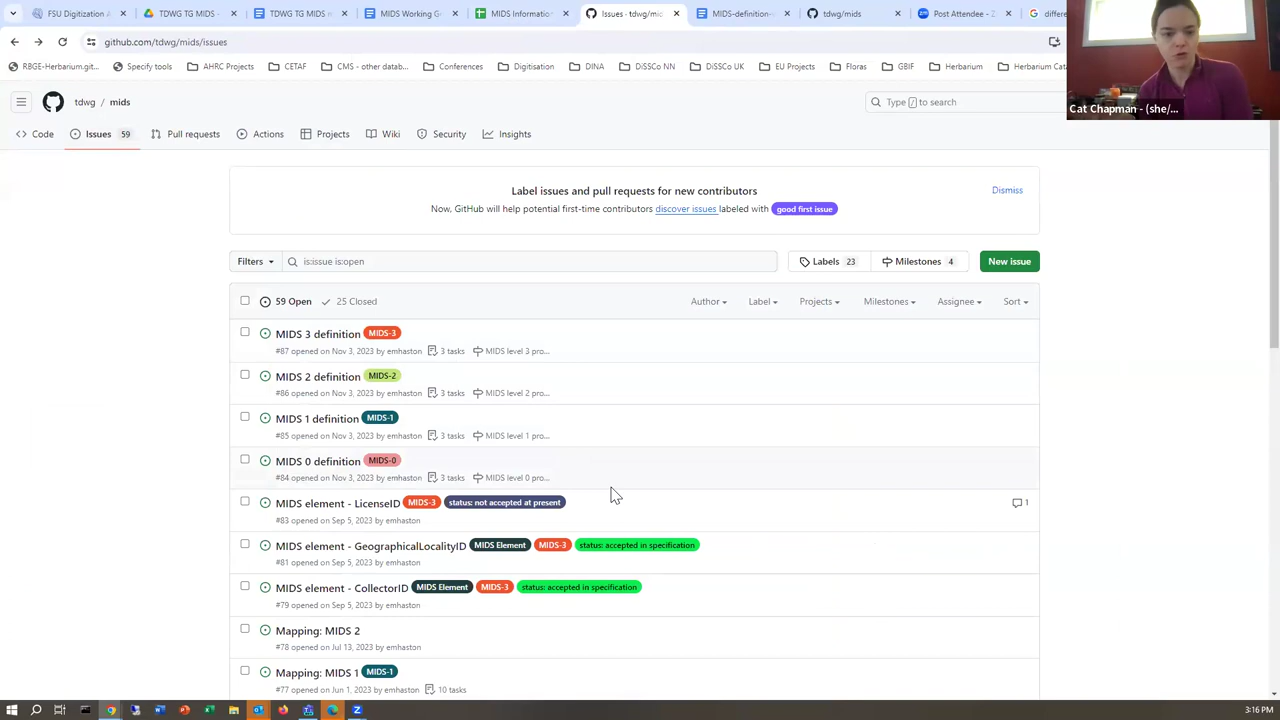 FSU Digitization A
TDWG TG MIDS -
TDWG TG MIDS m
MIDS Working G
MIDS Information
Issues · tdwg/mid
MIDS-definition-
tdwg/mids
Post Attendee - Z
differe
github.com/tdwg/mids/issues
RBGE-Herbarium.git...
Specify tools
AHRC Projects
CETAF
CMS - other datab...
Conferences
Digitisation
DINA
DiSSCo NN
DiSSCo UK
EU Projects
Floras
GBIF
Herbarium
Herbarium Cata
Cat Chapman - (she/...
tdwg / mids
Type / to search
Code
Issues 59
Pull requests
Actions
Projects
Wiki
Security
Insights
Label issues and pull requests for new contributors
Dismiss
Now, GitHub will help potential first-time contributors discover issues labeled with good first issue
Filters
is:issue is:open
Labels 23
Milestones 4
New issue
59 Open
25 Closed
Author
Label
Projects
Milestones
Assignee
Sort
MIDS 3 definition MIDS-3
#87 opened on Nov 3, 2023 by emhaston 3 tasks MIDS level 3 pro...
MIDS 2 definition MIDS-2
#86 opened on Nov 3, 2023 by emhaston 3 tasks MIDS level 2 pro...
MIDS 1 definition MIDS-1
#85 opened on Nov 3, 2023 by emhaston 3 tasks MIDS level 1 pro...
MIDS 0 definition MIDS-0
#84 opened on Nov 3, 2023 by emhaston 3 tasks MIDS level 0 pro...
MIDS element - LicenseID MIDS-3 status: not accepted at present
1
#83 opened on Sep 5, 2023 by emhaston
MIDS element - GeographicalLocalityID MIDS Element MIDS-3 status: accepted in specification
#81 opened on Sep 5, 2023 by emhaston
MIDS element - CollectorID MIDS Element MIDS-3 status: accepted in specification
#79 opened on Sep 5, 2023 by emhaston
Mapping: MIDS 2
#78 opened on Jul 13, 2023 by emhaston
Mapping: MIDS 1 MIDS-1
#77 opened on Jun 1, 2023 by emhaston 10 tasks
3:16 PM